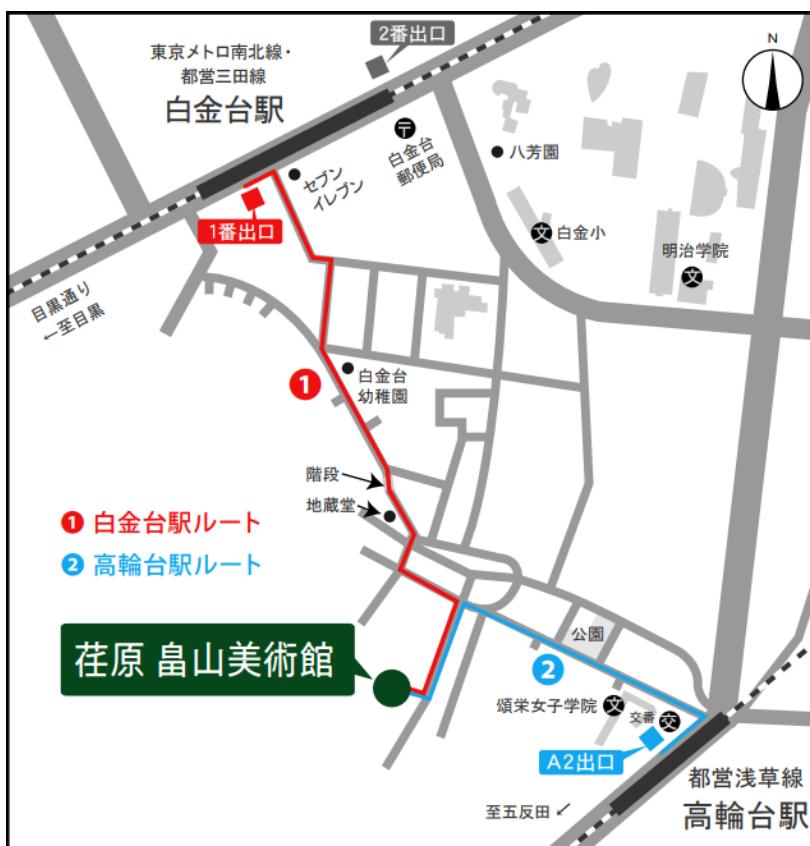 2番出口
N
東京メトロ南北線・
都営三田線
白金台駅
〒
白金台
郵便局
八芳園
セブン
イレブン
1番出口
文
白金小
明治学院
文
目黒通り
←至目黒
1
白金台
幼稚園
階段
地蔵堂
1 白金台駅ルート
2 高輪台駅ルート
公園
荏原 畠山美術館
2
頌栄女子学院
文
交番
交
A2出口
都営浅草線
至五反田↙
高輪台駅